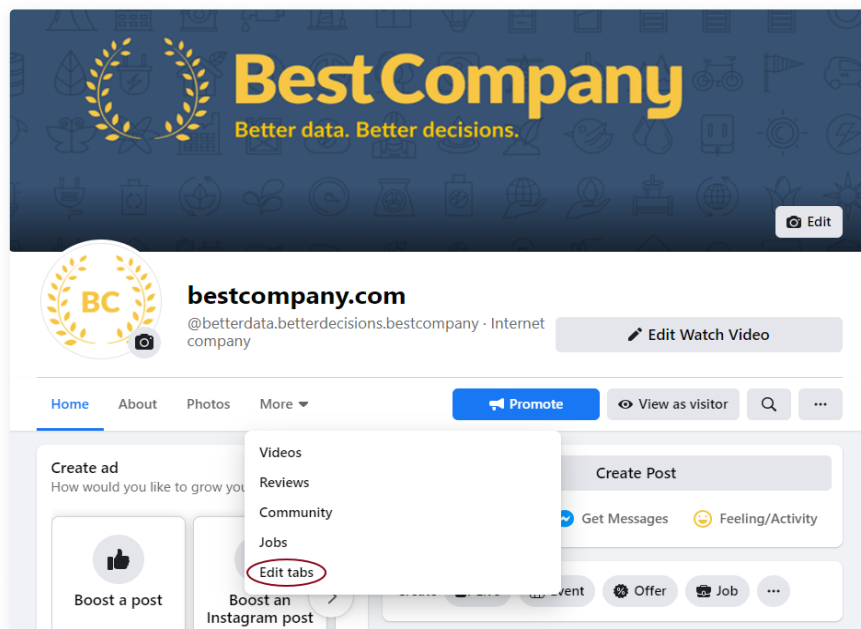 BestCompany
Better data. Better decisions.
Edit
BC
bestcompany.com
@betterdata.betterdecisions.bestcompany · Internet
company
Edit Watch Video
Home About Photos More
Promote View as visitor ...
Videos
Reviews
Community
Jobs
Edit tabs
Create ad
How would you like to grow you
Boost a post
Boost an
Instagram post
Create Post
Get Messages Feeling/Activity
Offer Job ...